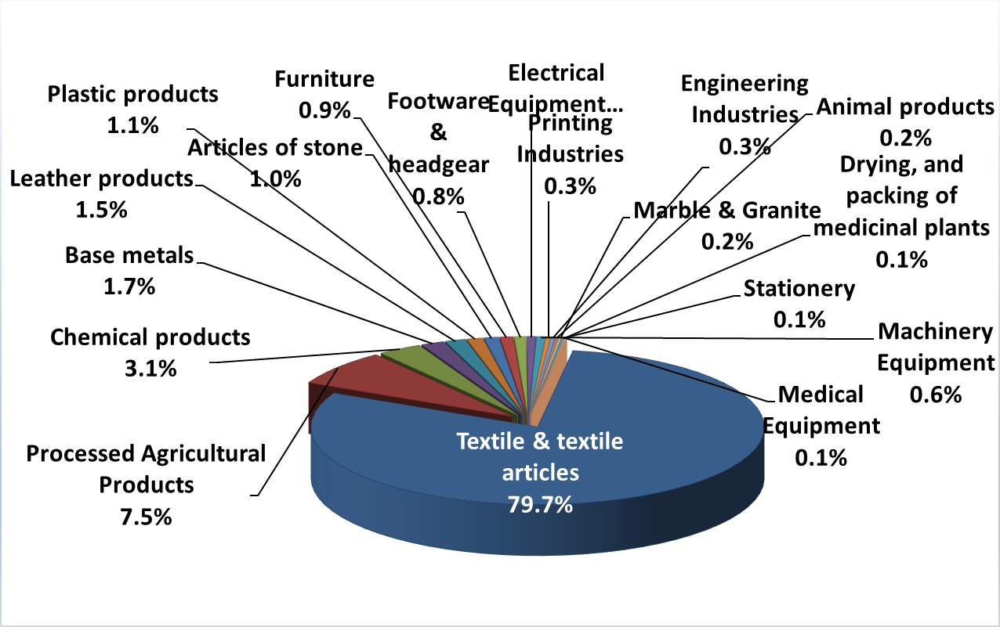 Plastic products
1.1%
Furniture
0.9%
Footware
&
headgear
0.8%
Electrical
Equipment...
Printing
Industries
0.3%
Engineering
Industries
0.3%
Animal products
0.2%
Articles of stone
1.0%
Leather products
1.5%
Drying, and
packing of
medicinal plants
0.1%
Marble & Granite
0.2%
Base metals
1.7%
Stationery
0.1%
Chemical products
3.1%
Machinery
Equipment
0.6%
Medical
Equipment
0.1%
Processed Agricultural
Products
7.5%
Textile & textile
articles
79.7%